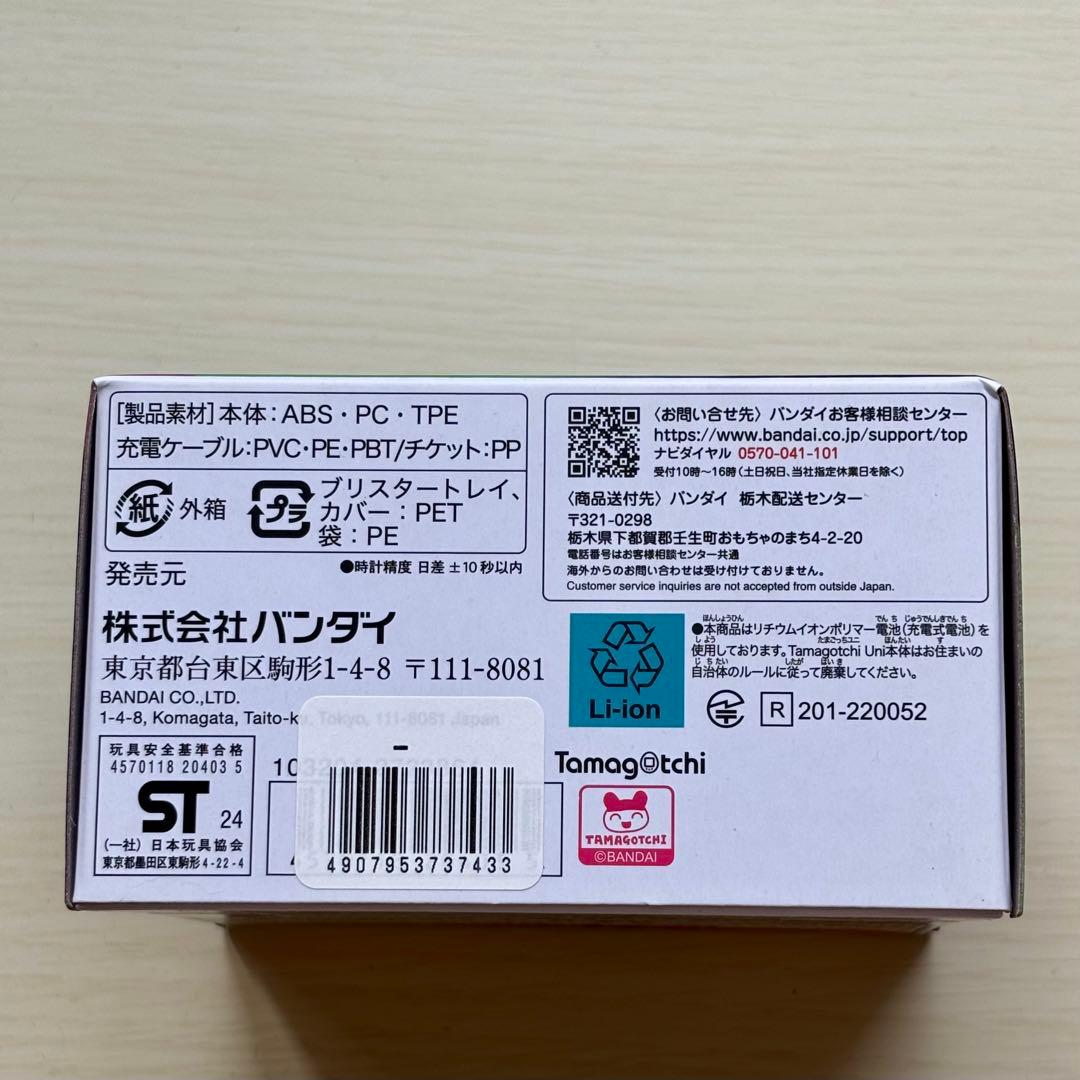 [製品素材]本体:ABS・PC・TPE
充電ケーブル:PVC・PE・PBT/チケット:PP
紙 外箱
プラ ブリスタートレイ、
カバー:PET
袋:PE
●時計精度 日差±10秒以内
発売元
株式会社バンダイ
東京都台東区駒形1-4-8 〒111-8081
BANDAI CO.,LTD.
1-4-8, Komagata, Taito-ku, Tokyo, 111-8081 Japan
玩具安全基準合格
4570118 20403 5
ST 24
(一社)日本玩具協会
東京都墨田区東駒形4-22-4
-
4907953737433
〈お問い合せ先〉バンダイお客様相談センター
https://www.bandai.co.jp/support/top
ナビダイヤル 0570-041-101
受付10時〜16時(土日祝日、当社指定休業日を除く)
〈商品送付先〉バンダイ 栃木配送センター
〒321-0298
栃木県下都賀郡壬生町おもちゃのまち4-2-20
電話番号はお客様相談センター共通
海外からのお問い合わせは受け付けておりません。
Customer service inquiries are not accepted from outside Japan.
Li-ion
●本商品はリチウムイオンポリマー電池(充電式電池)を
使用しております。Tamagotchi Uni本体はお住まいの
自治体のルールに従って廃棄してください。
R 201-220052
Tamagotchi
TAMAGOTCHI
©BANDAI